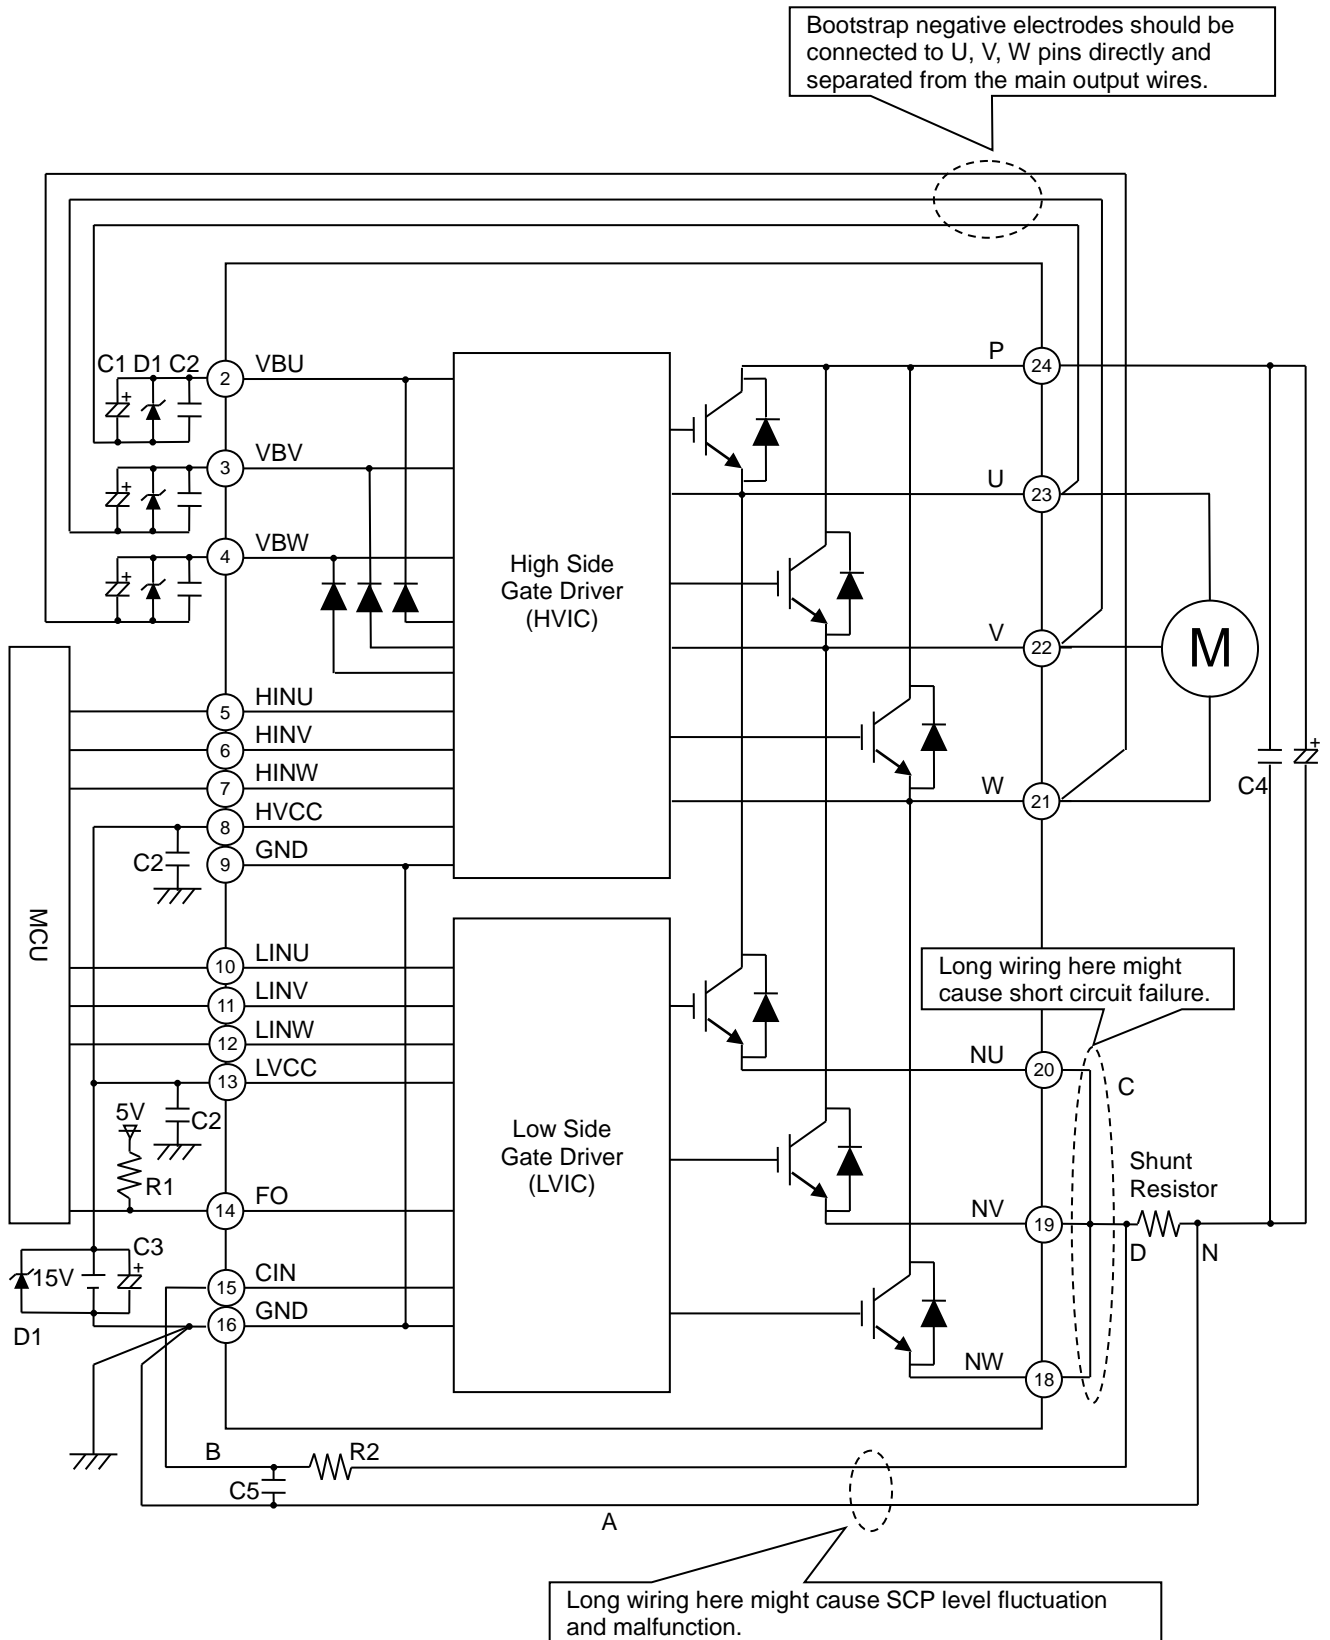 Bootstrap negative electrodes should be
connected to U, V, W pins directly and
separated from the main output wires.
C1 D1 C2
2
VBU
P
24
3
VBV
U
23
4
VBW
High Side
Gate Driver
(HVIC)
V
22
M
5
HINU
6
HINV
7
HINW
W
21
C4
+
8
HVCC
C2
9
GND
MCU
10
LINU
11
LINV
12
LINW
13
LVCC
C2
5V
R1
14
FO
Low Side
Gate Driver
(LVIC)
Long wiring here might
cause short circuit failure.
NU
20
C
Shunt
Resistor
NV
19
D
N
C3
15V
+
D1
15
CIN
16
GND
NW
18
B
R2
C5
A
Long wiring here might cause SCP level fluctuation
and malfunction.